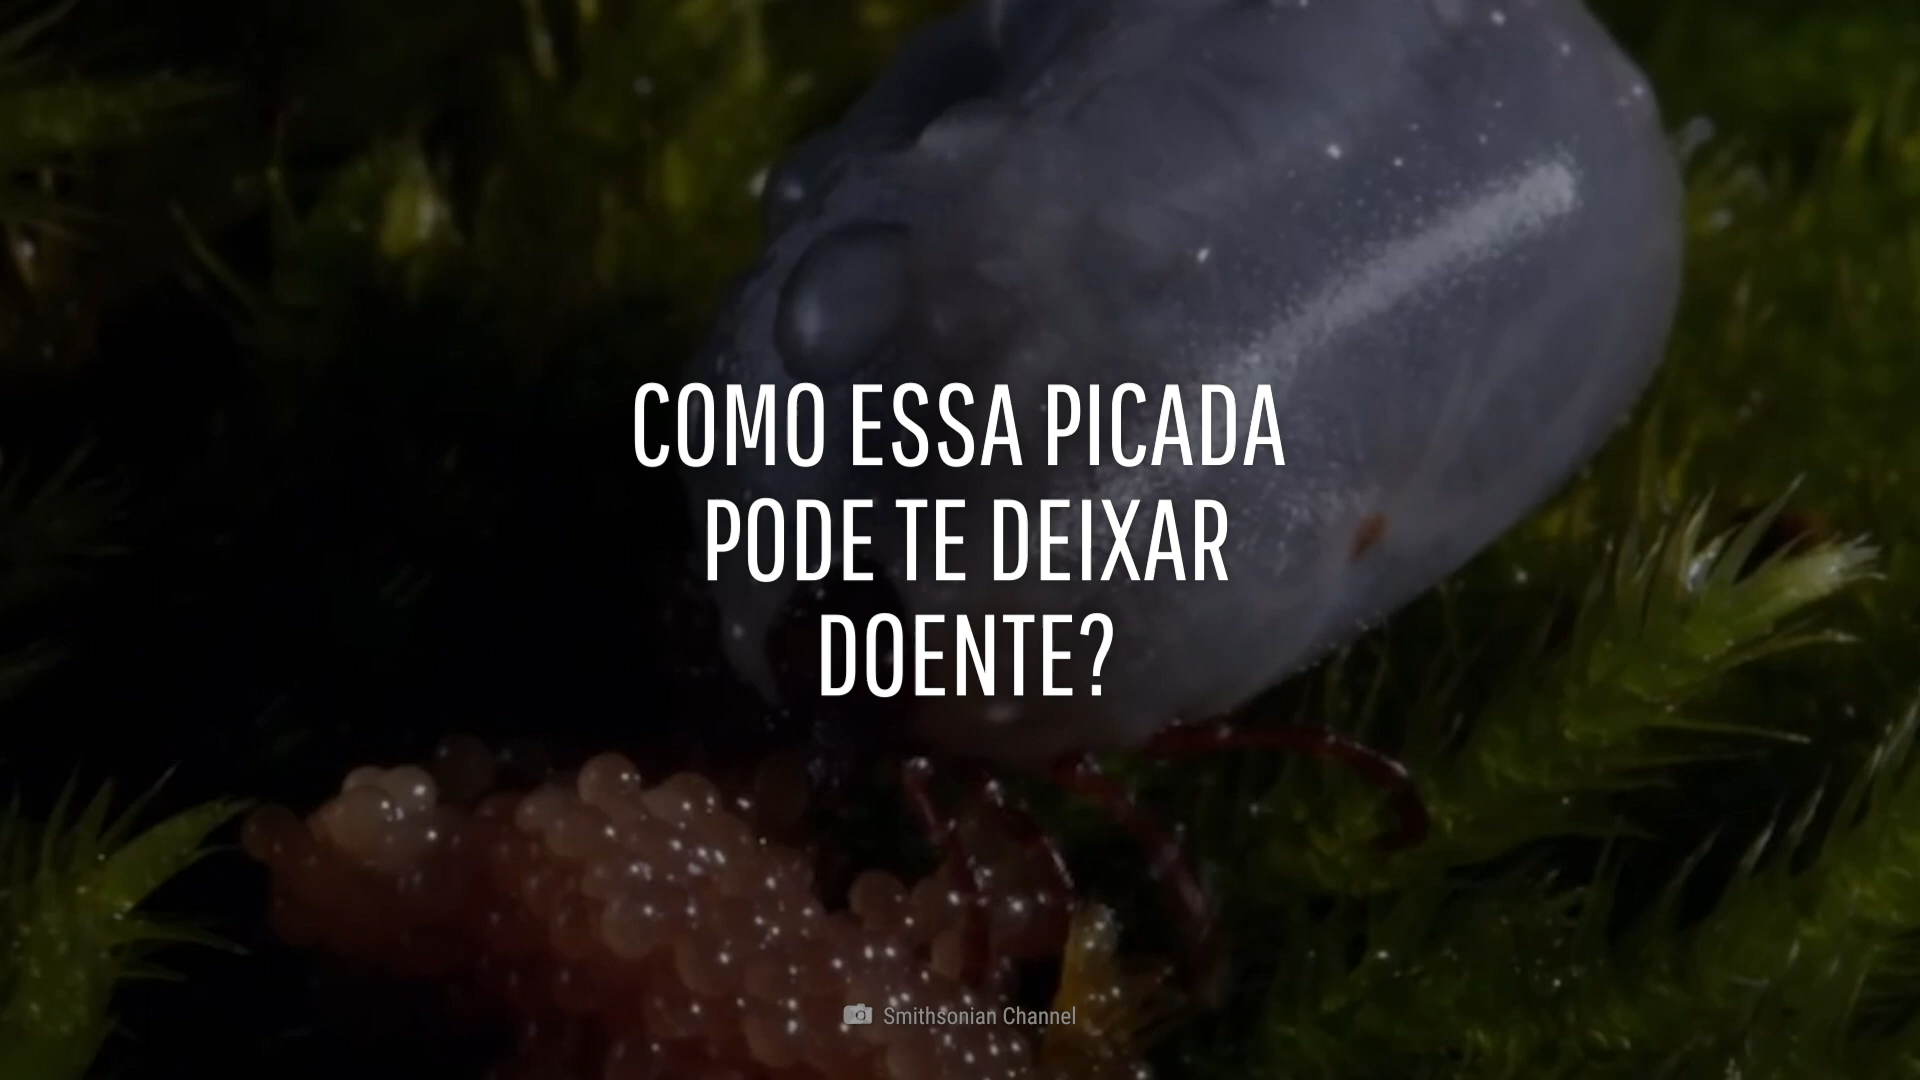 COMO ESSA PICADA
PODE TE DEIXAR
DOENTE?
Smithsonian Channel